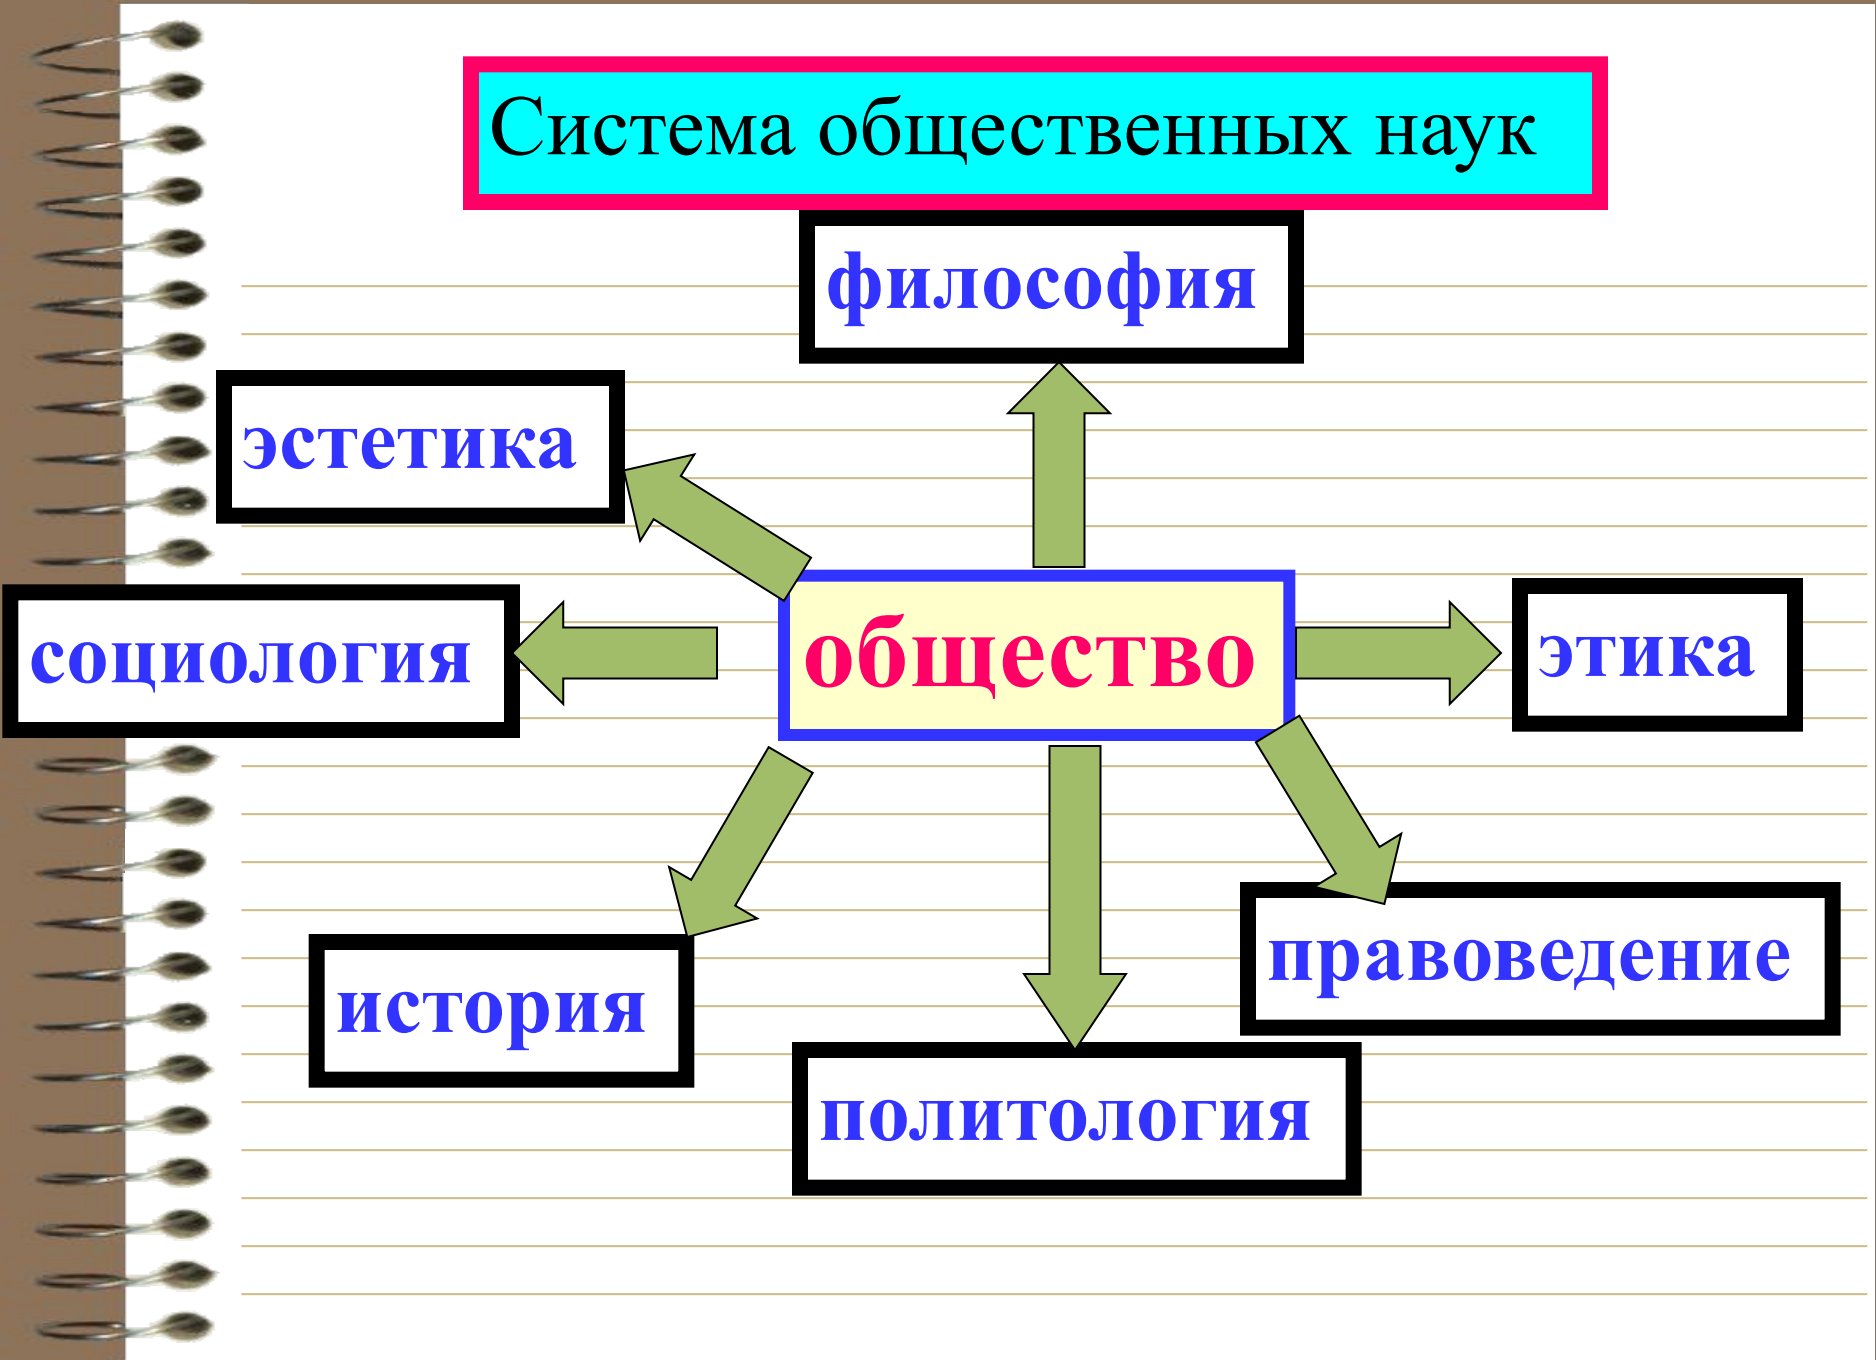 Система общественных наук
философия
эстетика
социология
общество
этика
история
политология
правоведение